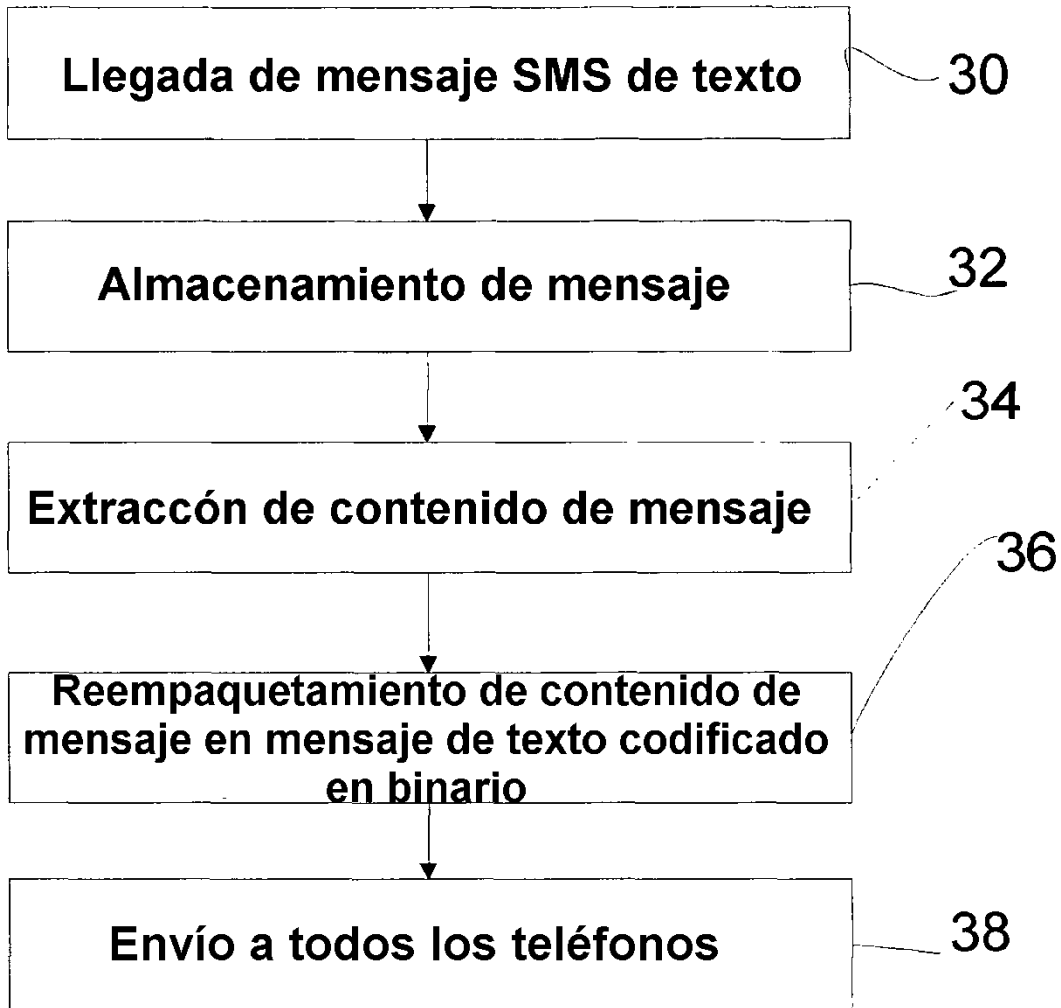 Llegada de mensaje SMS de texto
30
Almacenamiento de mensaje
32
34
Extraccón de contenido de mensaje
36
Reempaquetamiento de contenido de
mensaje en mensaje de texto codificado
en binario
Envío a todos los teléfonos
38